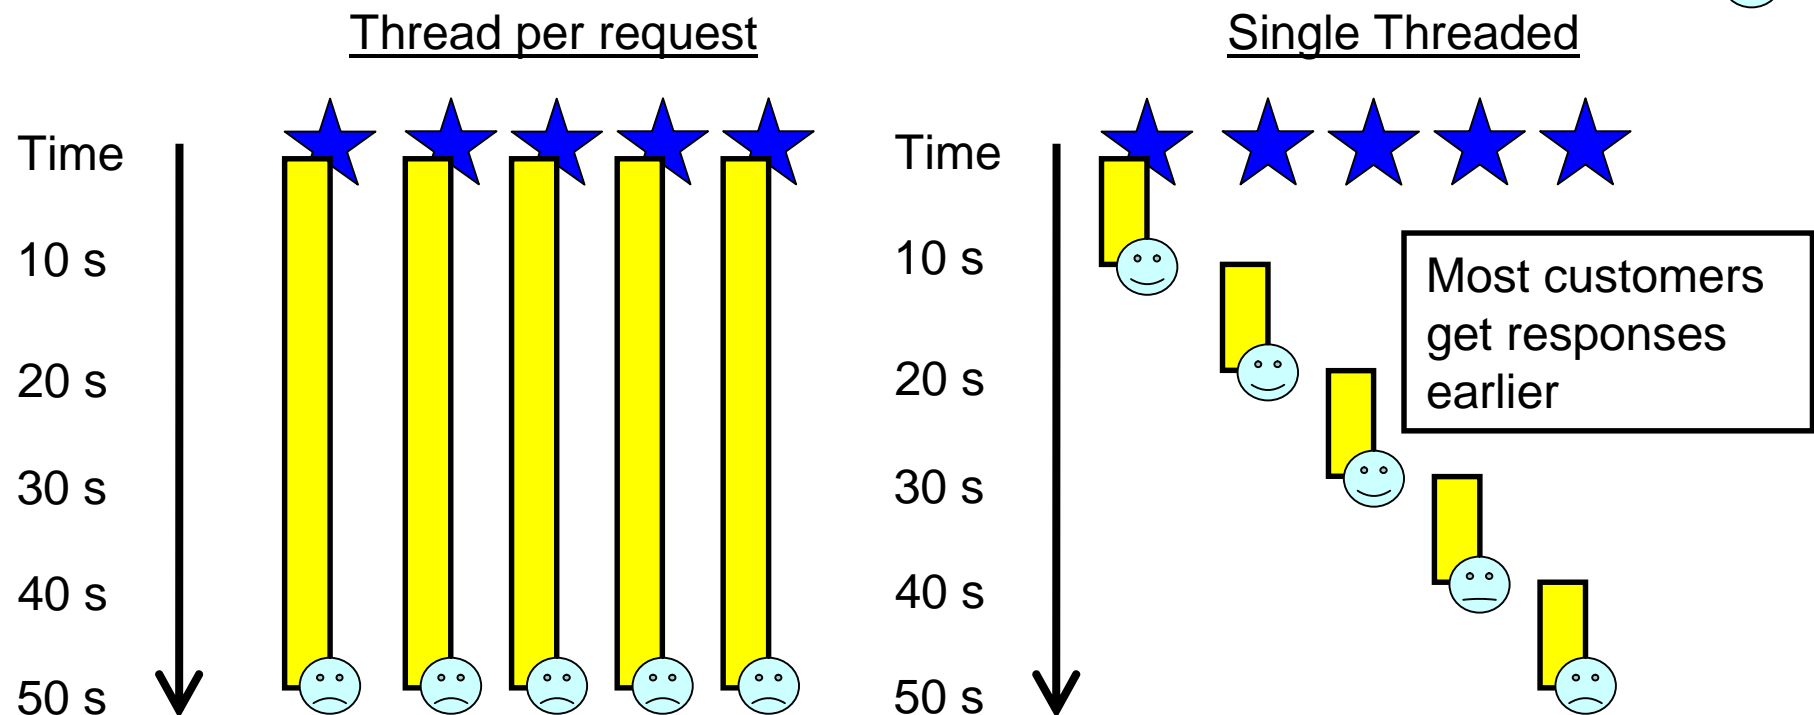 Thread per request
Time
10 s
20 s
30 s
40 s
50 s
Single Threaded
Time
10 s
20 s
30 s
40 s
50 s
Most customers
get responses
earlier